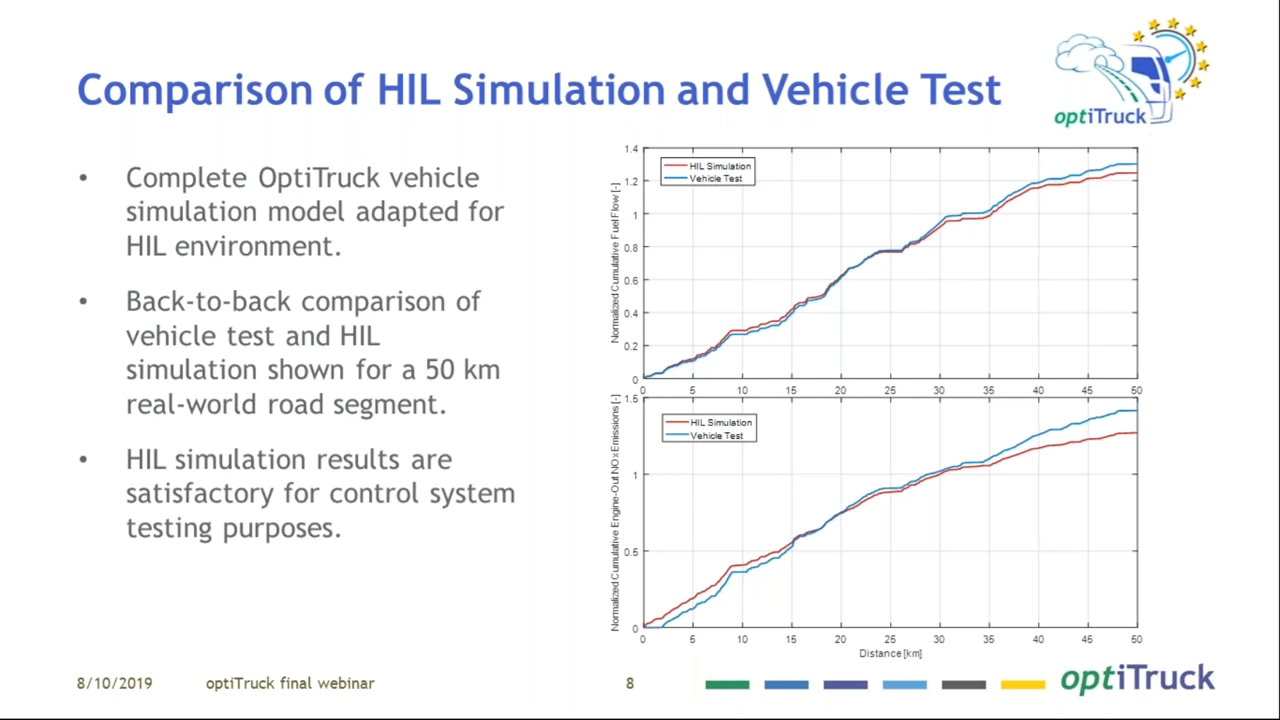 Comparison of HIL Simulation and Vehicle Test
optiTruck
• Complete OptiTruck vehicle
simulation model adapted for
HIL environment.
• Back-to-back comparison of
vehicle test and HIL
simulation shown for a 50 km
real-world road segment.
• HIL simulation results are
satisfactory for control system
testing purposes.
Normalized Cumulative Fuel Flow [-]
1.4
1.2
1
0.8
0.6
0.4
0.2
0
HIL Simulation
Vehicle Test
0 5 10 15 20 25 30 35 40 45 50
Normalized Cumulative Engine-Out NOx Emissions [-]
1.5
1
0.5
0
HIL Simulation
Vehicle Test
0 5 10 15 20 25 30 35 40 45 50
Distance [km]
8/10/2019 optiTruck final webinar 8
optiTruck